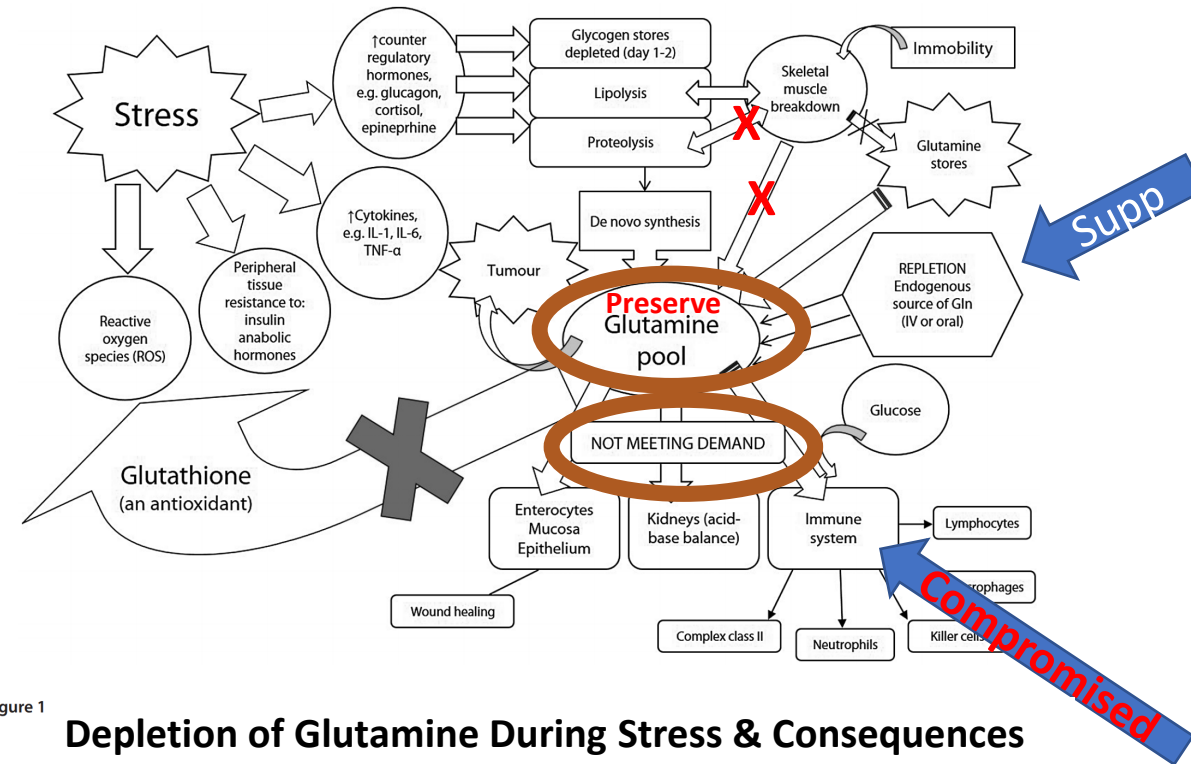 Stress
↑counter
regulatory
hormones,
e.g. glucagon,
cortisol,
epineprhine
Glycogen stores
depleted (day 1-2)
Lipolysis
Proteolysis
Skeletal
muscle
breakdown
Immobility
X
X
Glutamine
stores
Supp
De novo synthesis
↑Cytokines,
e.g. IL-1, IL-6,
TNF-α
Peripheral
tissue
resistance to:
insulin
anabolic
hormones
Reactive
oxygen
species (ROS)
Tumour
Preserve
Glutamine
pool
REPLETION
Endogenous
source of Gln
(IV or oral)
Glucose
NOT MEETING DEMAND
Glutathione
(an antioxidant)
Enterocytes
Mucosa
Epithelium
Kidneys (acid-
base balance)
Immune
system
Lymphocytes
rophages
Wound healing
Complex class II
Neutrophils
Killer cells
Compromised
gure 1
Depletion of Glutamine During Stress & Consequences